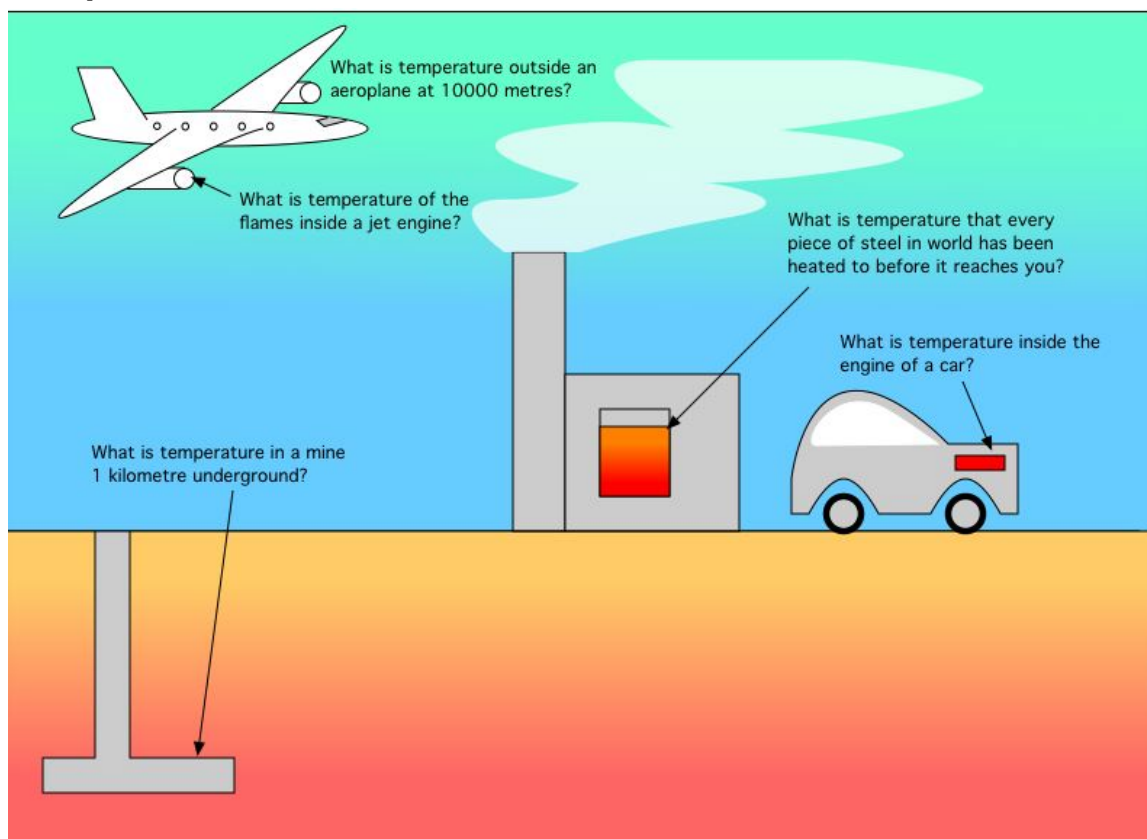 What is temperature outside an
aeroplane at 10000 metres?
What is temperature of the
flames inside a jet engine?
What is temperature that every
piece of steel in world has been
heated to before it reaches you?
What is temperature inside the
engine of a car?
What is temperature in a mine
1 kilometre underground?